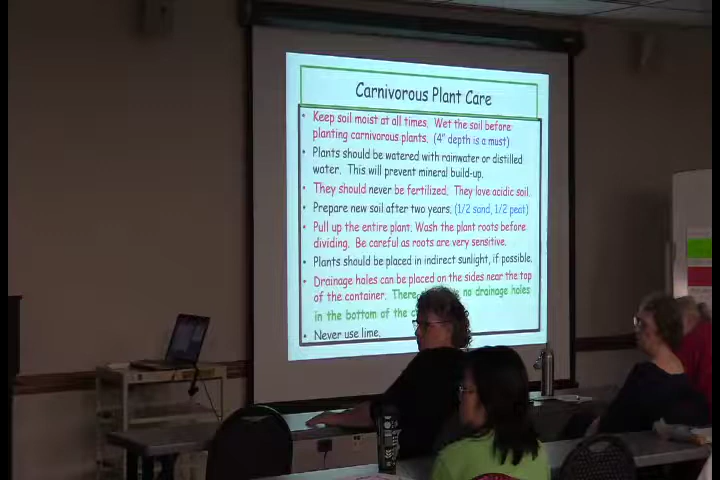 Carnivorous Plant Care
• Keep soil moist at all times. Wet the soil before
planting carnivorous plants. (4" depth is a must)
• Plants should be watered with rainwater or distilled
water. This will prevent mineral build-up.
• They should never be fertilized. They love acidic soil.
• Prepare new soil after two years. (1/2 sand, 1/2 peat)
• Pull up the entire plant. Wash the plant roots before
dividing. Be careful as roots are very sensitive.
• Plants should be placed in indirect sunlight, if possible.
• Drainage holes can be placed on the sides near the top
of the container. There no drainage holes
in the bottom of the
• Never use lime.